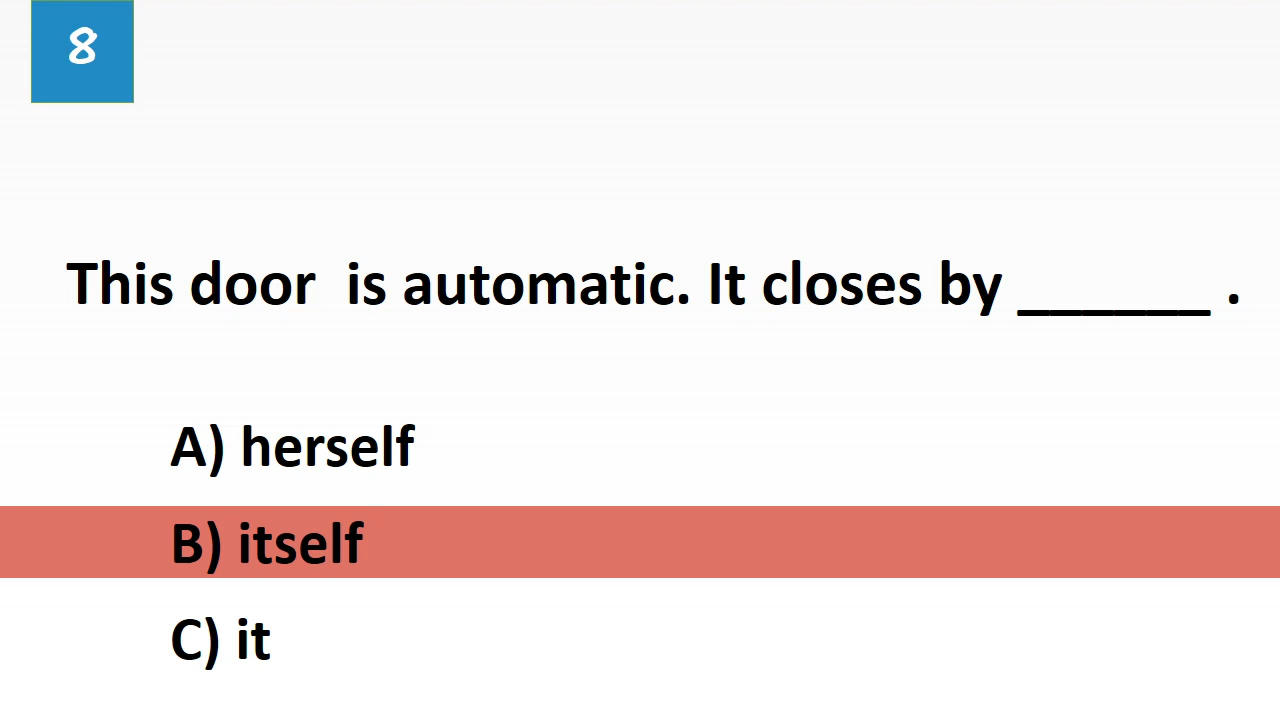 8
This door  is automatic. It closes by ______ .
A) herself
B) itself
C) it